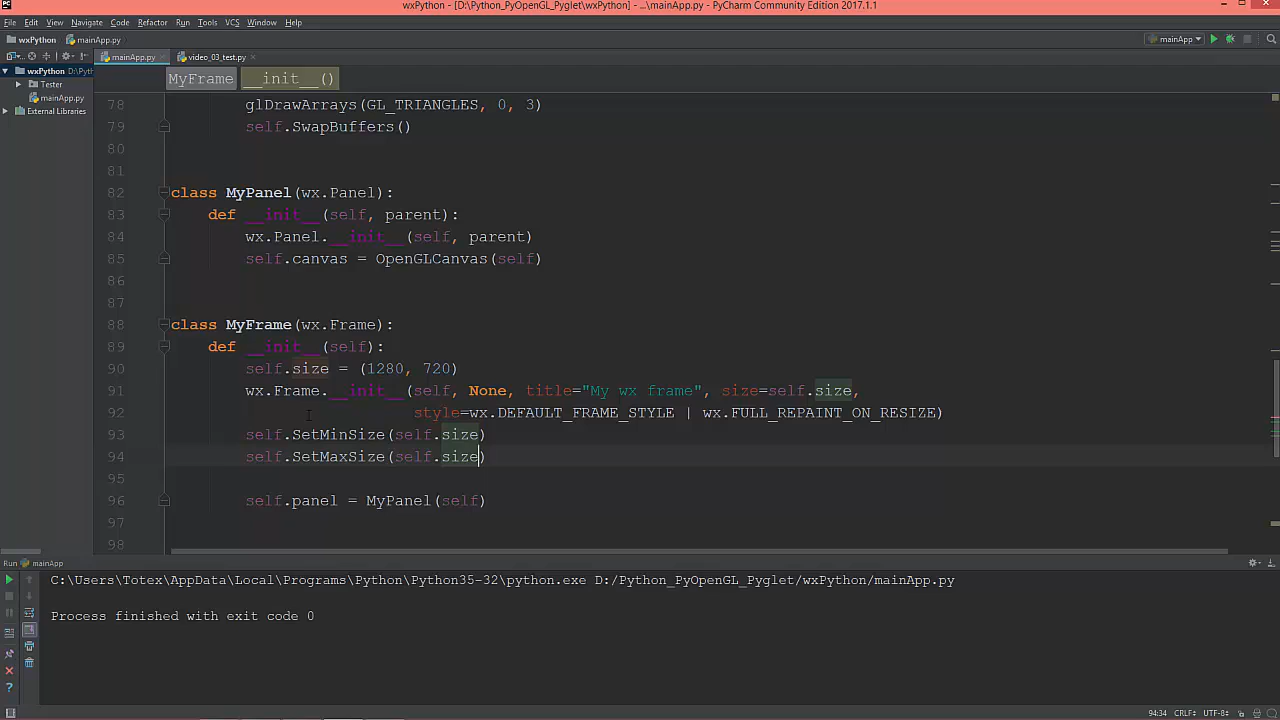 wxPython - [D:\Python_PyOpenGL_Pyglet\wxPython] - ...\mainApp.py - PyCharm Community Edition 2017.1.1
File Edit View Navigate Code Refactor Run Tools VCS Window Help
wxPython mainApp.py mainApp
mainApp.py video_03_test.py
wxPython D:\Pyth
Tester
mainApp.py
External Libraries
MyFrame __init__()
78 glDrawArrays(GL_TRIANGLES, 0, 3)
79 self.SwapBuffers()
80
81
82 class MyPanel(wx.Panel):
83 def __init__(self, parent):
84 wx.Panel.__init__(self, parent)
85 self.canvas = OpenGLCanvas(self)
86
87
88 class MyFrame(wx.Frame):
89 def __init__(self):
90 self.size = (1280, 720)
91 wx.Frame.__init__(self, None, title="My wx frame", size=self.size,
92 style=wx.DEFAULT_FRAME_STYLE | wx.FULL_REPAINT_ON_RESIZE)
93 self.SetMinSize(self.size)
94 self.SetMaxSize(self.size)
95
96 self.panel = MyPanel(self)
97
98
Run mainApp
C:\Users\Totex\AppData\Local\Programs\Python\Python35-32\python.exe D:/Python_PyOpenGL_Pyglet/wxPython/mainApp.py
Process finished with exit code 0
94:34 CRLF÷ UTF-8÷